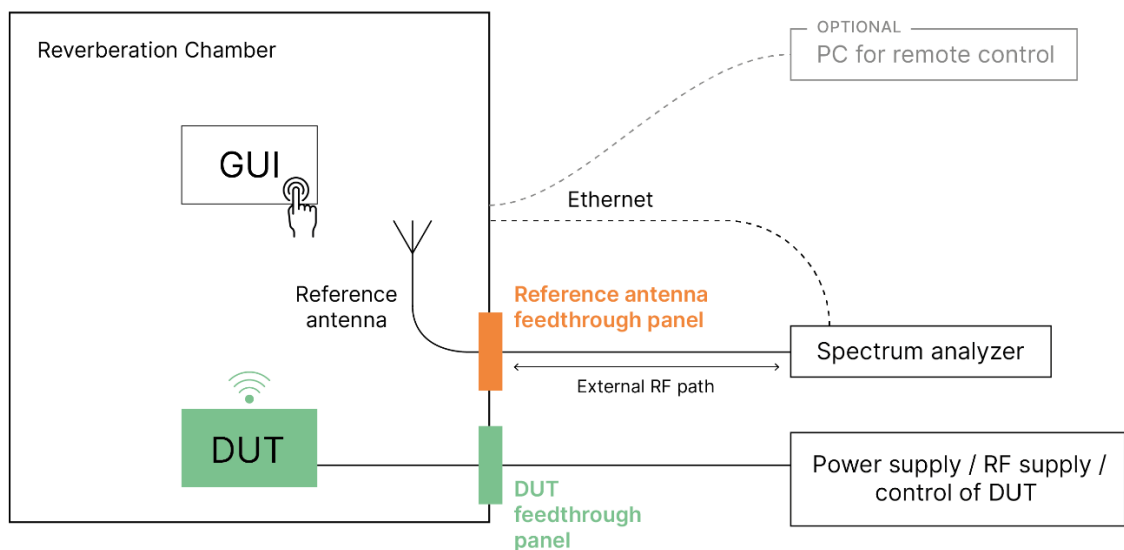 Reverberation Chamber
OPTIONAL
PC for remote control
GUI
Ethernet
Reference
antenna
Reference antenna
feedthrough panel
Spectrum analyzer
External RF path
DUT
Power supply / RF supply /
control of DUT
DUT
feedthrough
panel